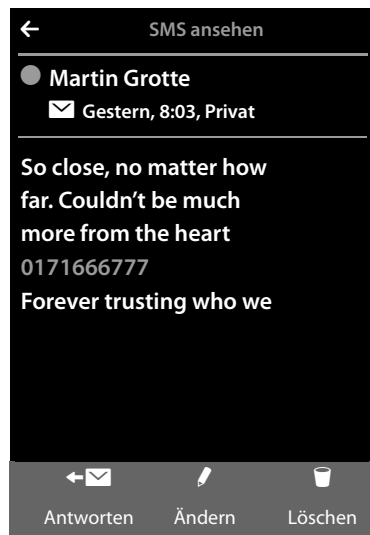 SMS ansehen
Martin Grotte
Gestern, 8:03, Privat
So close, no matter how
far. Couldn't be much
more from the heart
0171666777
Forever trusting who we
Antworten Ändern Löschen